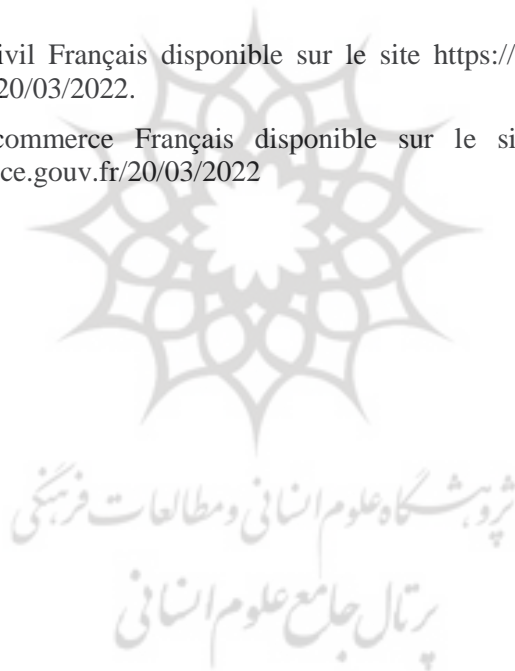 ivil Français disponible sur le site https://
20/03/2022.
commerce Français disponible sur le si
ce.gouv.fr/20/03/2022
پژوهشگاه علوم انسانی و مطالعات فرهنگی
پرتال جامع علوم انسانی